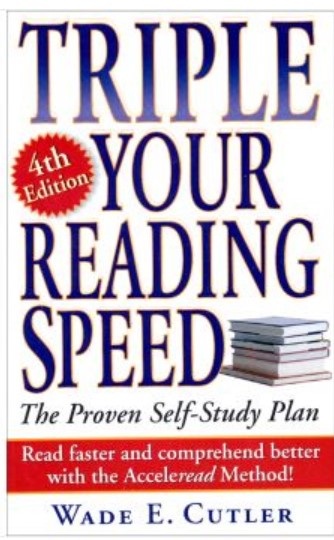 TRIPLE
4th
Edition
YOUR
READING
SPEED
The Proven Self-Study Plan
Read faster and comprehend better
with the Acceleread Method!
WADE E. CUTLER